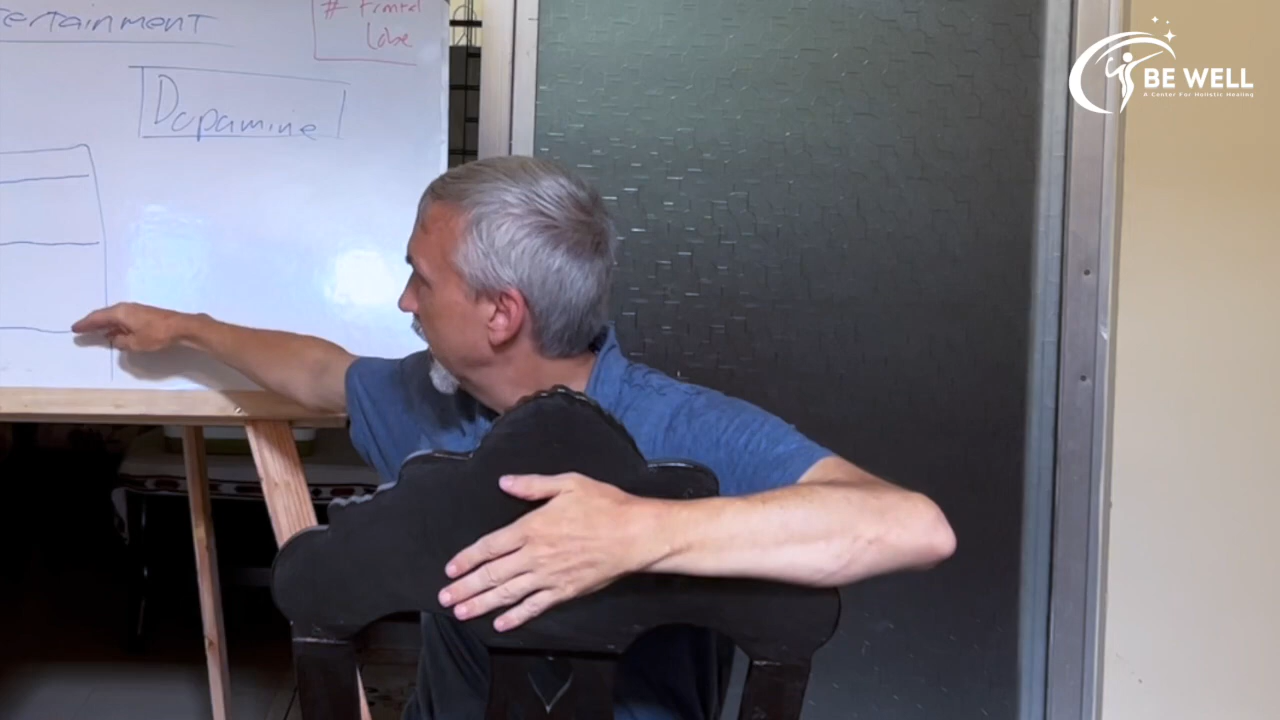 ertainment
# Frontal
Lobe
Dopamine
BE WELL
A Center For Holistic Healing